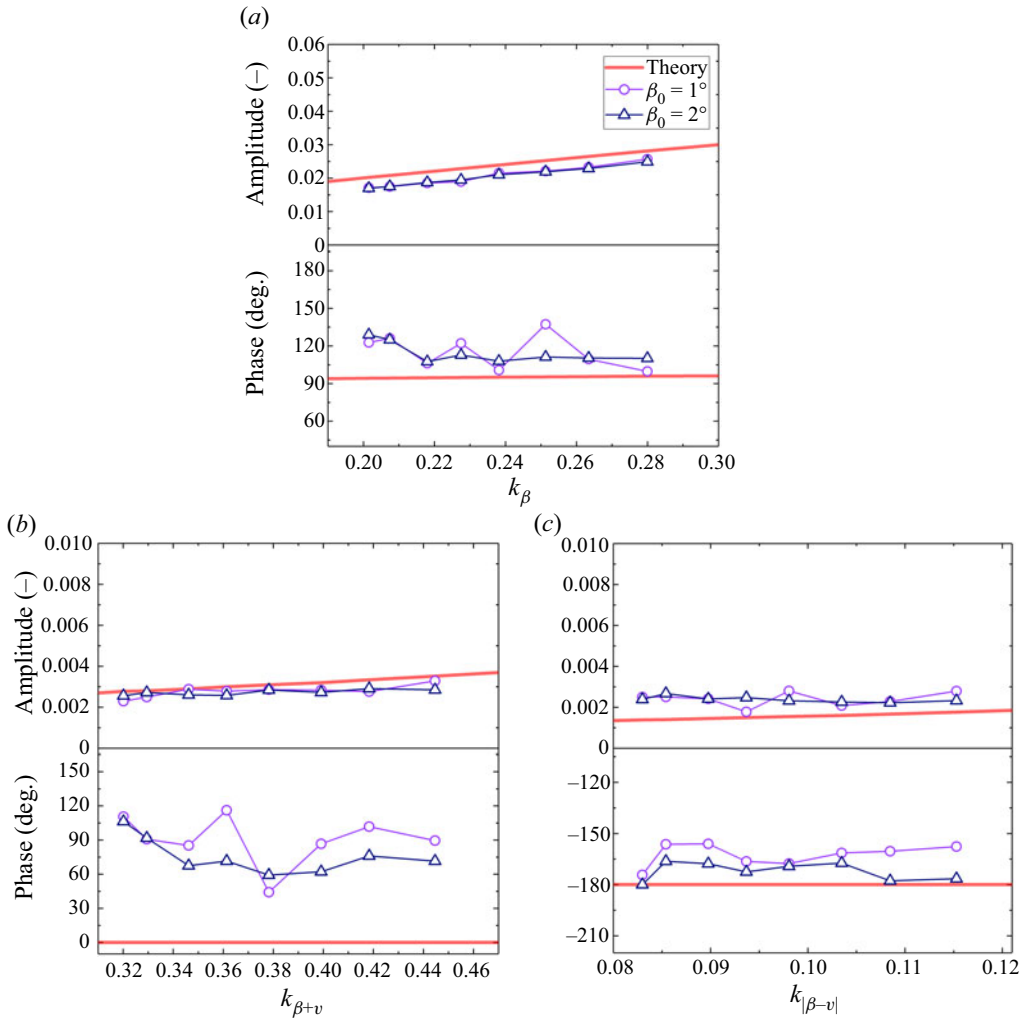 (a)
0.06
0.05
0.04
0.03
0.02
0.01
0
Amplitude (–)
Theory
β0 = 1°
β0 = 2°
180
150
120
90
60
Phase (deg.)
0.20 0.22 0.24 0.26 0.28 0.30
kβ
(b)
0.010
0.008
0.006
0.004
0.002
0
Amplitude (–)
150
120
90
60
30
0
Phase (deg.)
0.32 0.34 0.36 0.38 0.40 0.42 0.44 0.46
kβ+v
(c)
0.010
0.008
0.006
0.004
0.002
0
–120
–150
–180
–210
0.08 0.09 0.10 0.11 0.12
k|β–v|